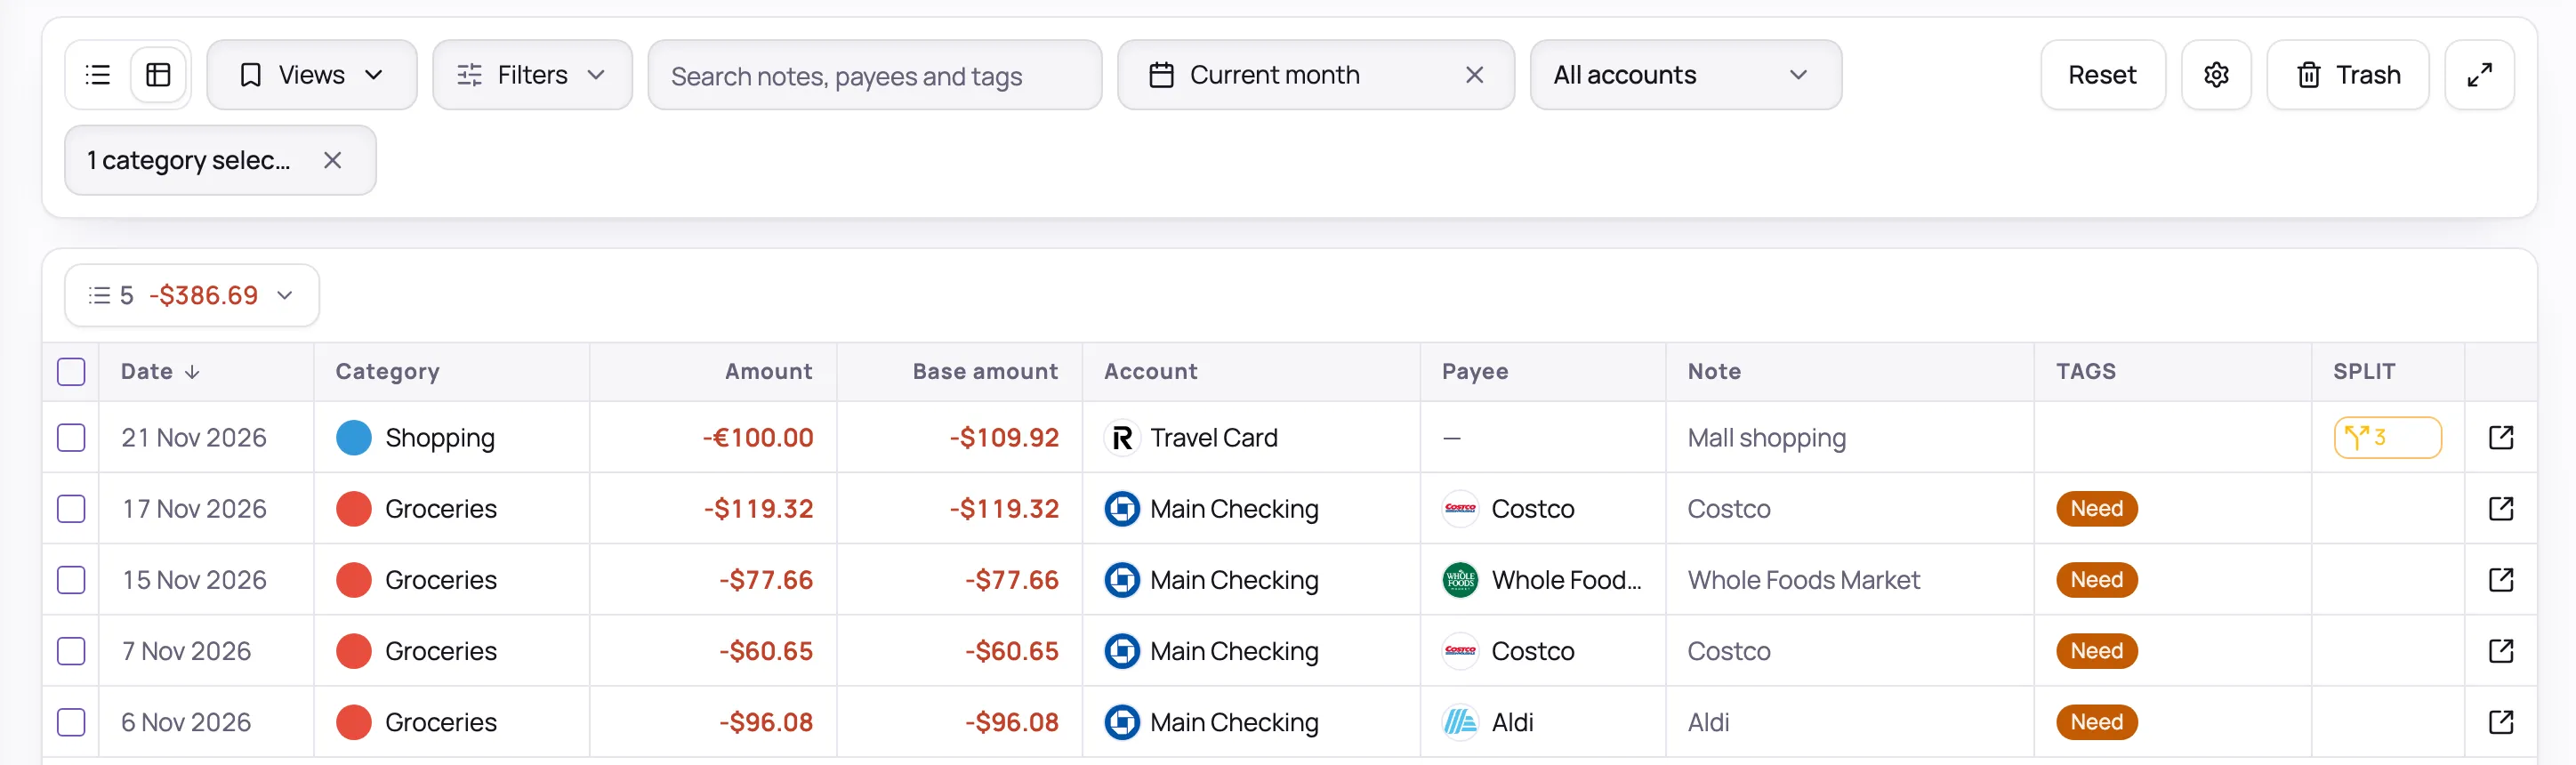 Views Filters Search notes, payees and tags Current month All accounts Reset Trash
1 category selec...
5 -$386.69
Date Category Amount Base amount Account Payee Note TAGS SPLIT
21 Nov 2026 Shopping -€100.00 -$109.92 R Travel Card — Mall shopping 3
17 Nov 2026 Groceries -$119.32 -$119.32 Main Checking Costco Costco Costco Need
15 Nov 2026 Groceries -$77.66 -$77.66 Main Checking WHOLE FOODS MARKET Whole Food... Whole Foods Market Need
7 Nov 2026 Groceries -$60.65 -$60.65 Main Checking Costco Costco Costco Need
6 Nov 2026 Groceries -$96.08 -$96.08 Main Checking Aldi Aldi Need